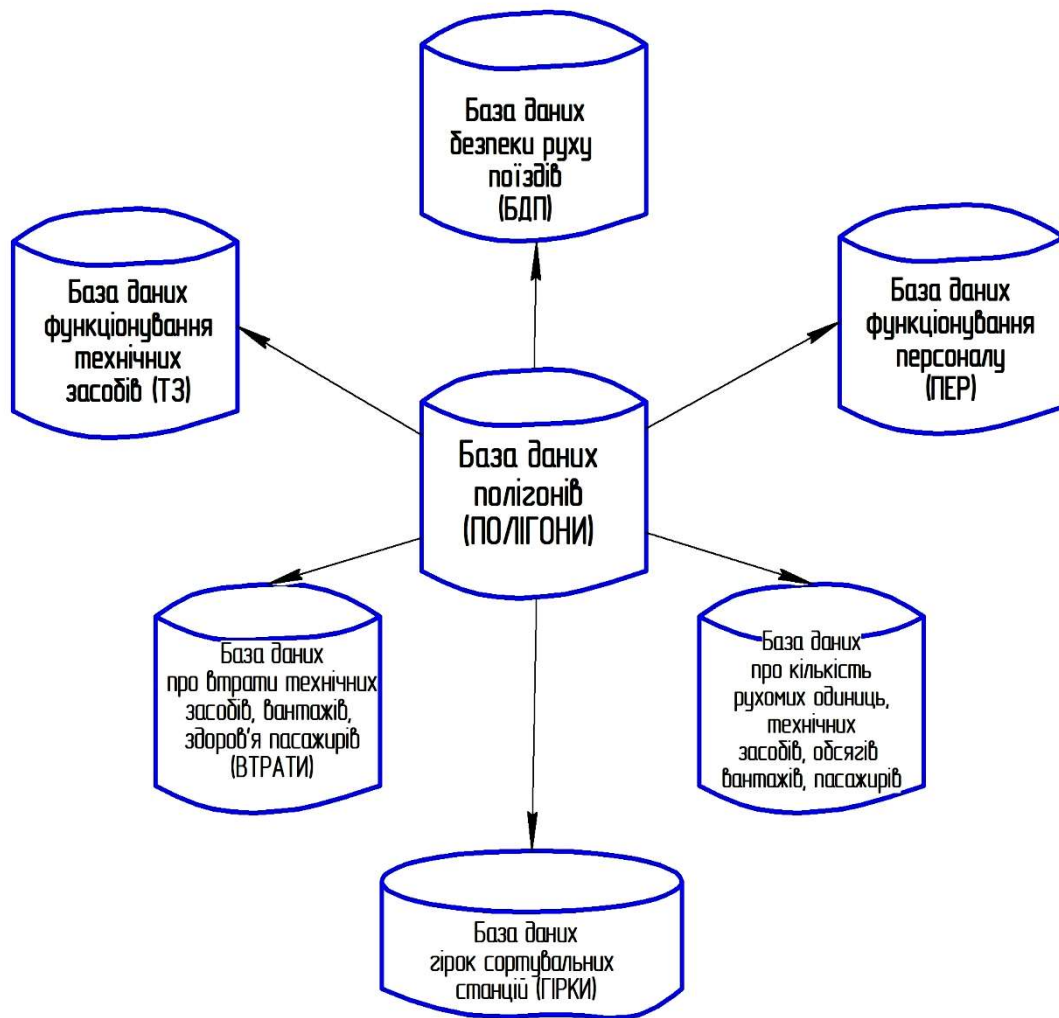 База даних
безпеки руху
поїздів
(БДП)
База даних
функціонування
технічних
засобів (ТЗ)
База даних
функціонування
персоналу
(ПЕР)
База даних
полігонів
(ПОЛІГОНИ)
База даних
про втрати технічних
засобів, вантажів,
здоров'я пасажирів
(ВТРАТИ)
База даних
про кількість
рухомих одиниць,
технічних
засобів, обсягів
вантажів, пасажирів
База даних
гірок сортувальних
станцій (ГІРКИ)